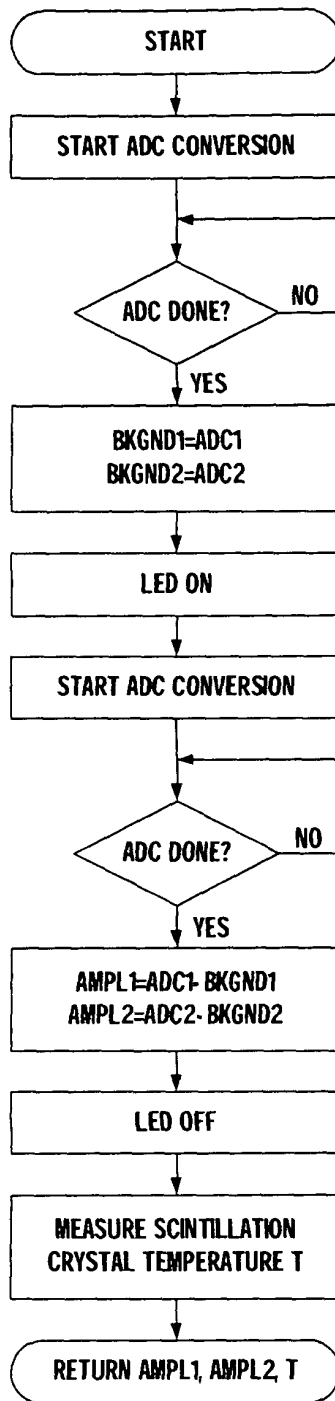 START
START ADC CONVERSION
ADC DONE?
NO
YES
BKGND1=ADC1
BKGND2=ADC2
LED ON
START ADC CONVERSION
ADC DONE?
NO
YES
AMPL1=ADC1-BKGND1
AMPL2=ADC2-BKGND2
LED OFF
MEASURE SCINTILLATION
CRYSTAL TEMPERATURE T
RETURN AMPL1, AMPL2, T